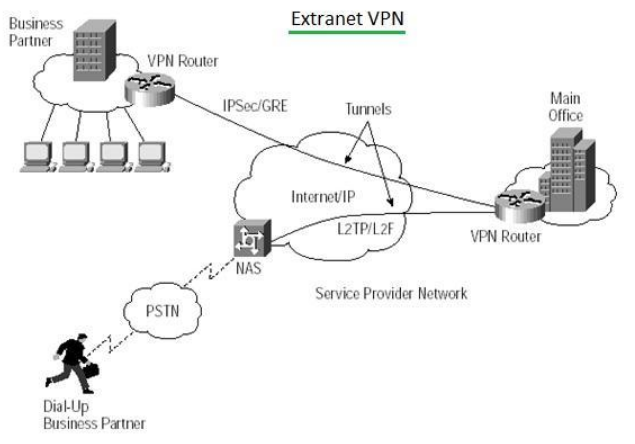 Extranet VPN
Business
Partner
VPN Router
IPSec/GRE
Tunnels
Main
Office
Internet/IP
L2TP/L2F
VPN Router
NAS
Service Provider Network
PSTN
Dial-Up
Business Partner